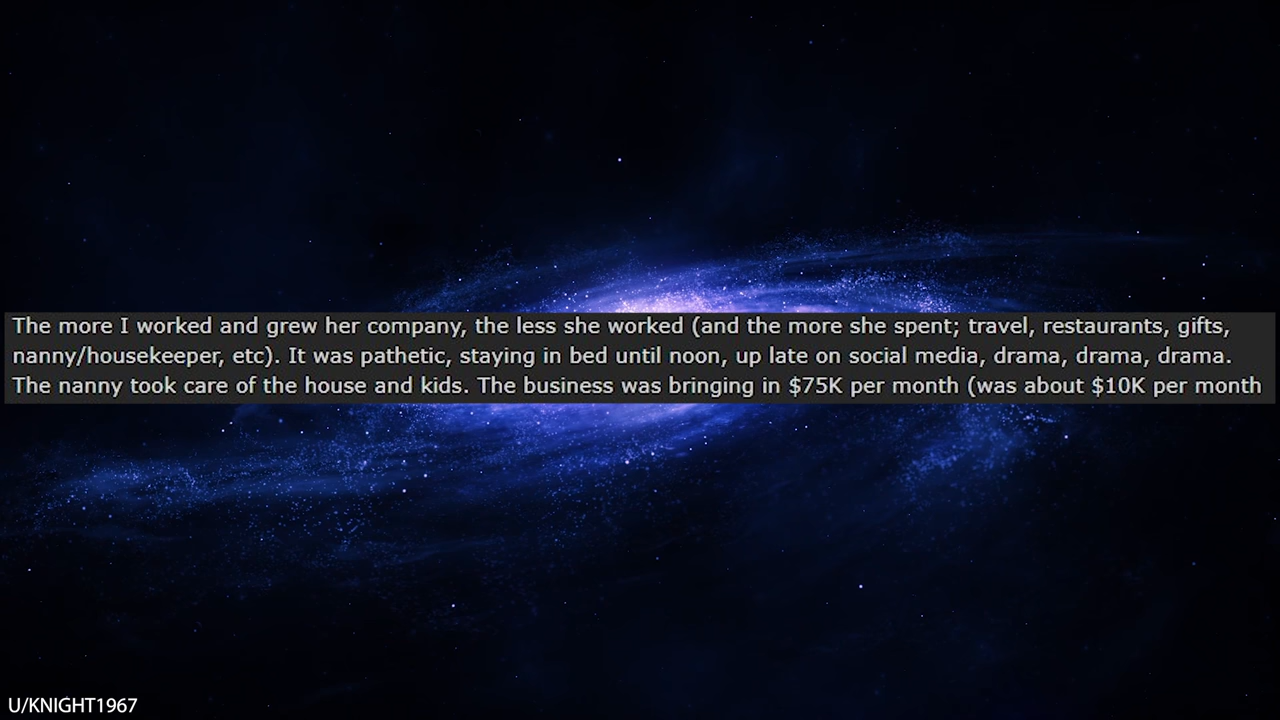 The more I worked and grew her company, the less she worked (and the more she spent; travel, restaurants, gifts,
nanny/housekeeper, etc). It was pathetic, staying in bed until noon, up late on social media, drama, drama, drama.
The nanny took care of the house and kids. The business was bringing in $75K per month (was about $10K per month
U/KNIGHT1967